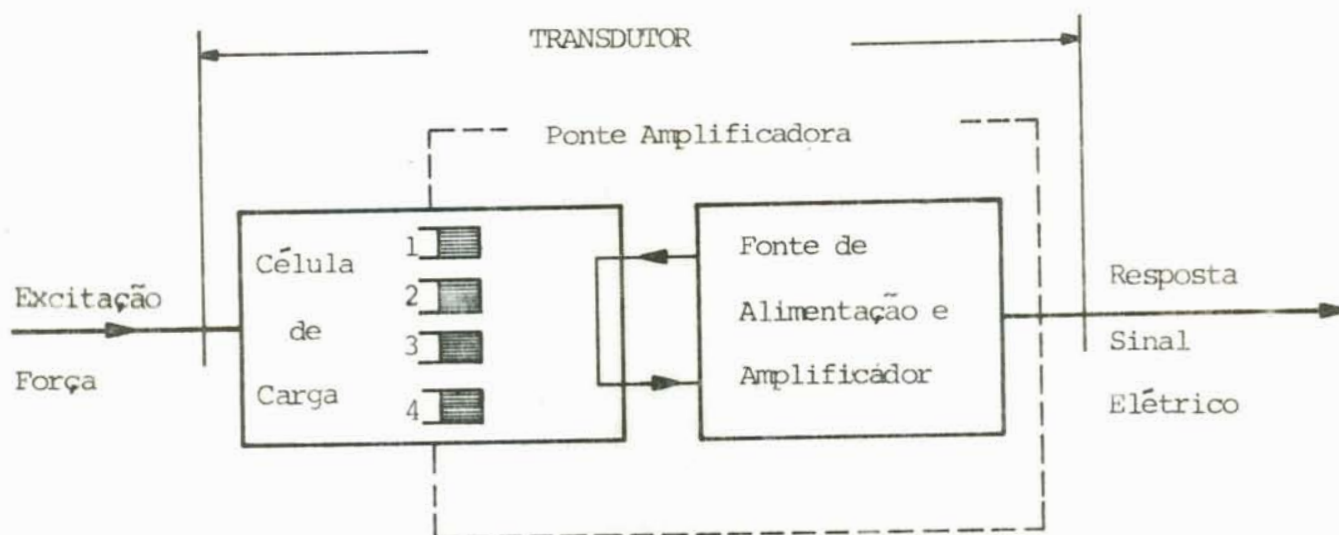 TRANSDUTOR
Ponte Amplificadora
Excitação
Força
Célula
de
Carga
1
2
3
4
Fonte de
Alimentação e
Amplificador
Resposta
Sinal
Elétrico